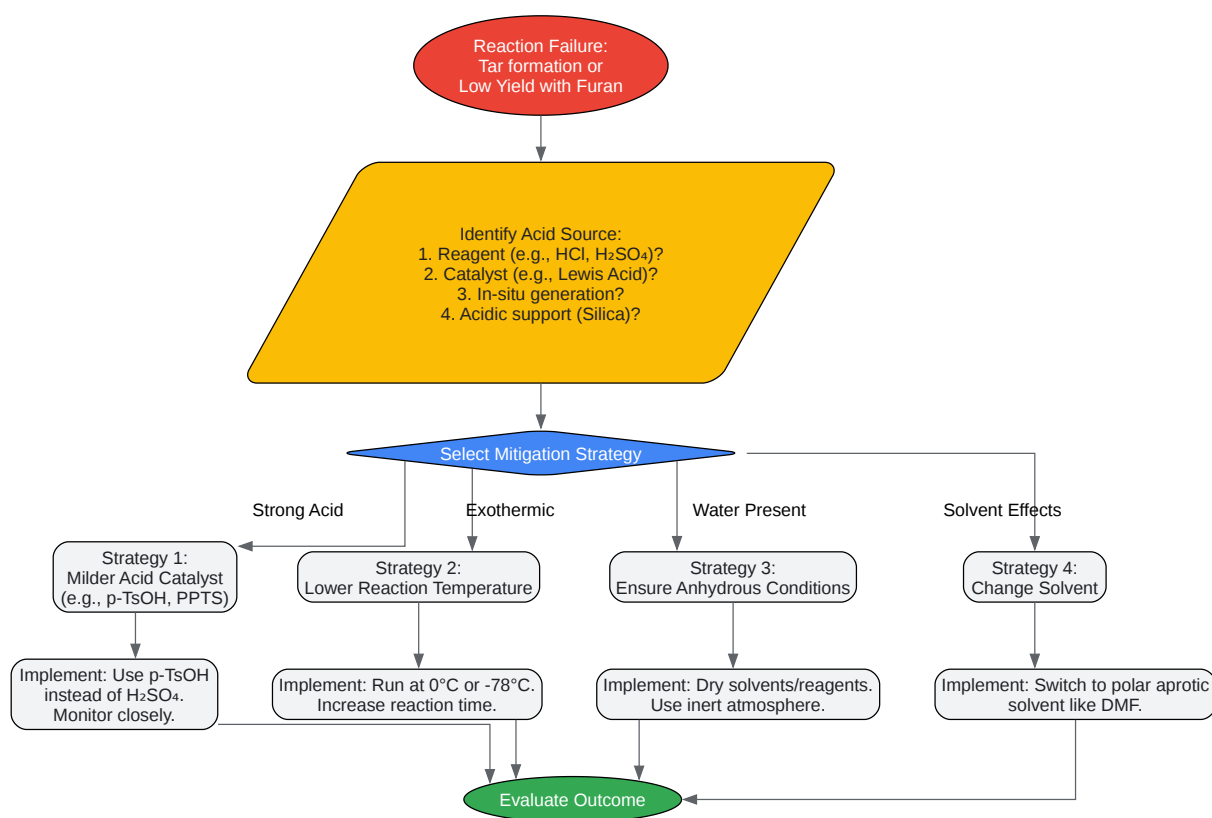 Reaction Failure:
Tar formation or
Low Yield with Furan
Identify Acid Source:
1. Reagent (e.g., HCl, H₂SO₄)?
2. Catalyst (e.g., Lewis Acid)?
3. In-situ generation?
4. Acidic support (Silica)?
Select Mitigation Strategy
Strong Acid
Exothermic
Water Present
Solvent Effects
Strategy 1:
Milder Acid Catalyst
(e.g., p-TsOH, PPTS)
Strategy 2:
Lower Reaction Temperature
Strategy 3:
Ensure Anhydrous Conditions
Strategy 4:
Change Solvent
Implement: Use p-TsOH
instead of H₂SO₄.
Monitor closely.
Implement: Run at 0°C or -78°C.
Increase reaction time.
Implement: Dry solvents/reagents.
Use inert atmosphere.
Implement: Switch to polar aprotic
solvent like DMF.
Evaluate Outcome